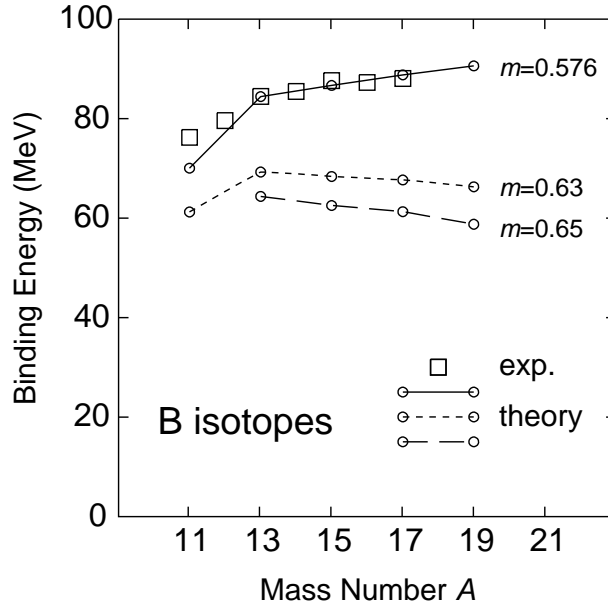 100
80
60
40
20
0
Binding Energy (MeV)
m=0.576
m=0.63
m=0.65
exp.
theory
B isotopes
11 13 15 17 19 21
Mass Number A